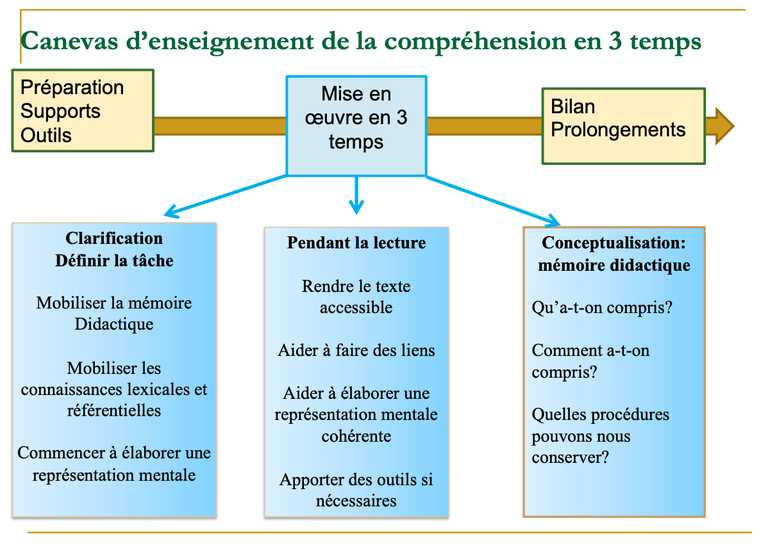 Canevas d’enseignement de la compréhension en 3 temps
Préparation
Supports
Outils
Mise en
œuvre en 3
temps
Bilan
Prolongements
Clarification
Définir la tâche
Mobiliser la mémoire
Didactique
Mobiliser les
connaissances lexicales et
référentielles
Commencer à élaborer une
représentation mentale
Pendant la lecture
Rendre le texte
accessible
Aider à faire des liens
Aider à élaborer une
représentation mentale
cohérente
Apporter des outils si
nécessaires
Conceptualisation:
mémoire didactique
Qu’a-t-on compris?
Comment a-t-on
compris?
Quelles procédures
pouvons nous
conserver?